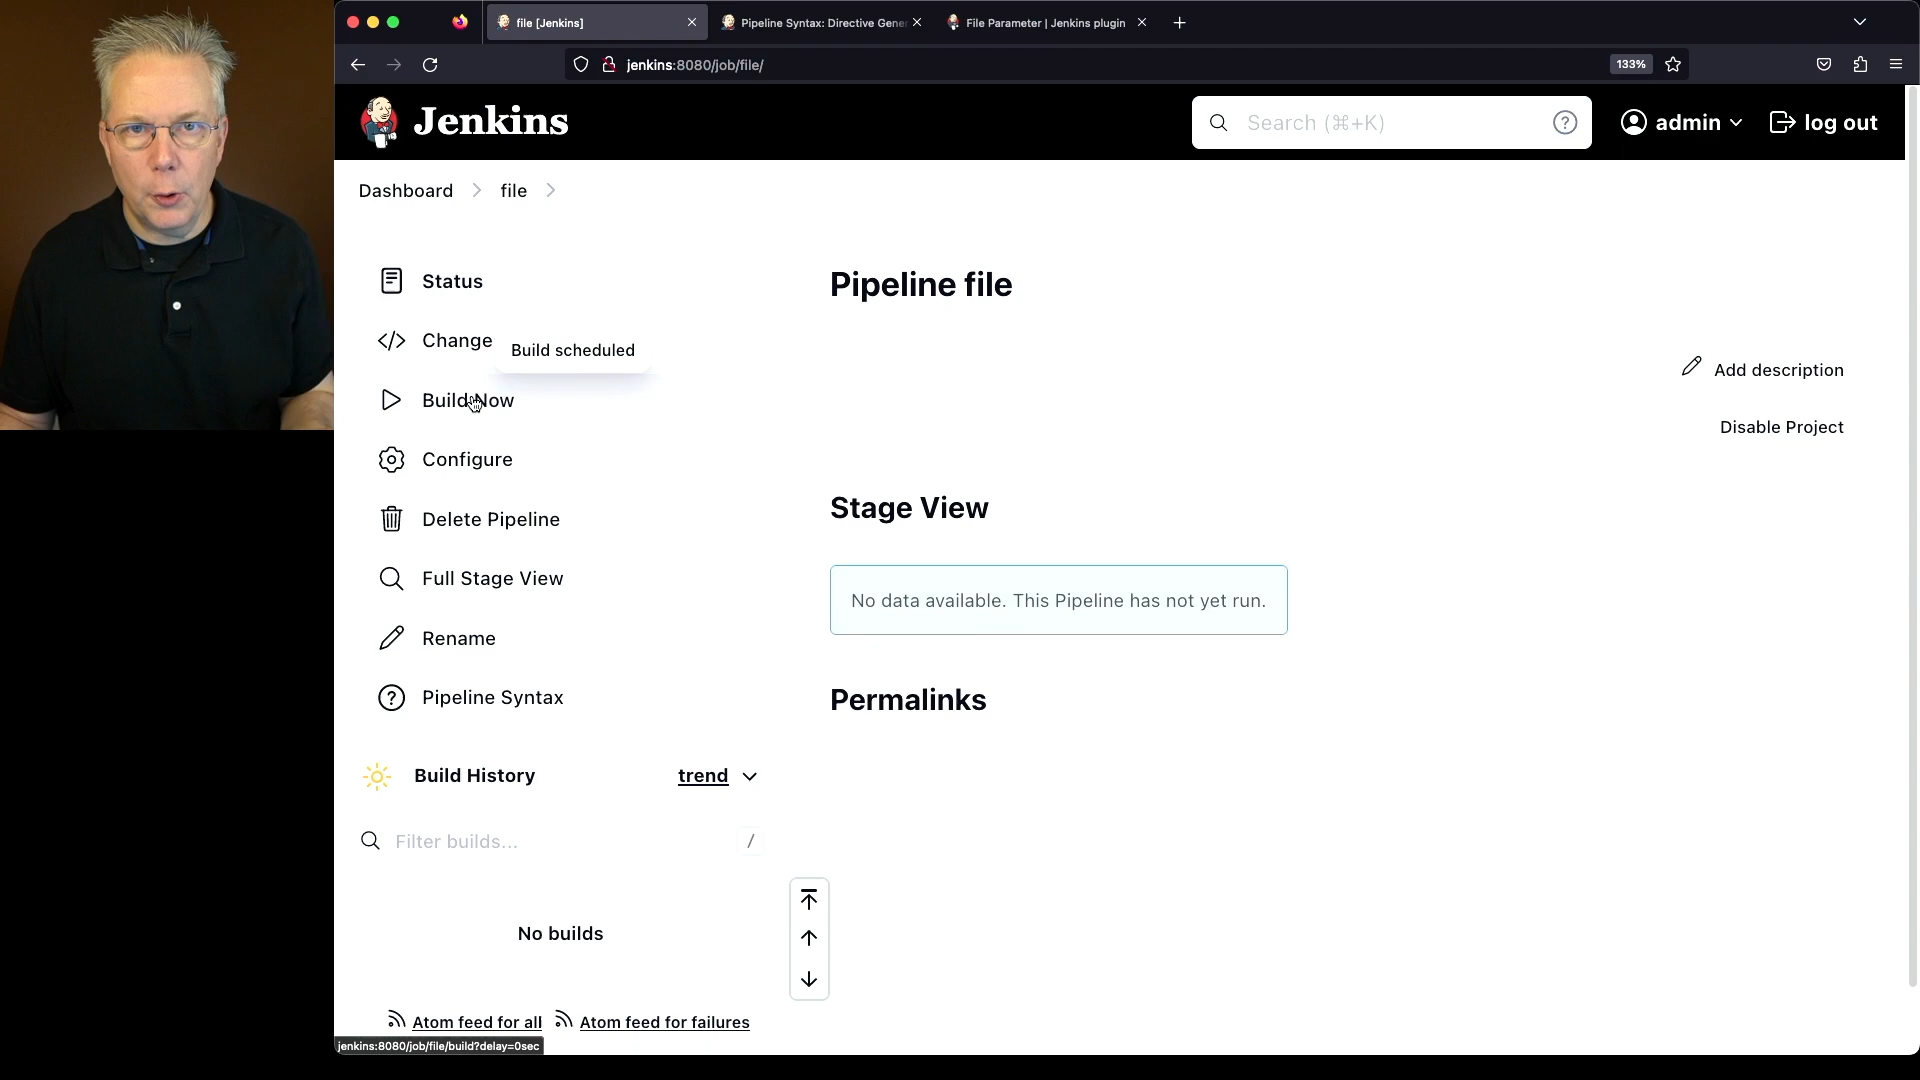 file [Jenkins]
Pipeline Syntax: Directive Gene
File Parameter | Jenkins plugin
jenkins:8080/job/file/
133%
Jenkins
Search (⌘+K)
admin
log out
Dashboard
file
Status
Pipeline file
Change
Build scheduled
Add description
Build Now
Disable Project
Configure
Stage View
Delete Pipeline
Full Stage View
No data available. This Pipeline has not yet run.
Rename
Pipeline Syntax
Permalinks
Build History
trend
Filter builds...
/
No builds
Atom feed for all
Atom feed for failures
jenkins:8080/job/file/build?delay=0sec